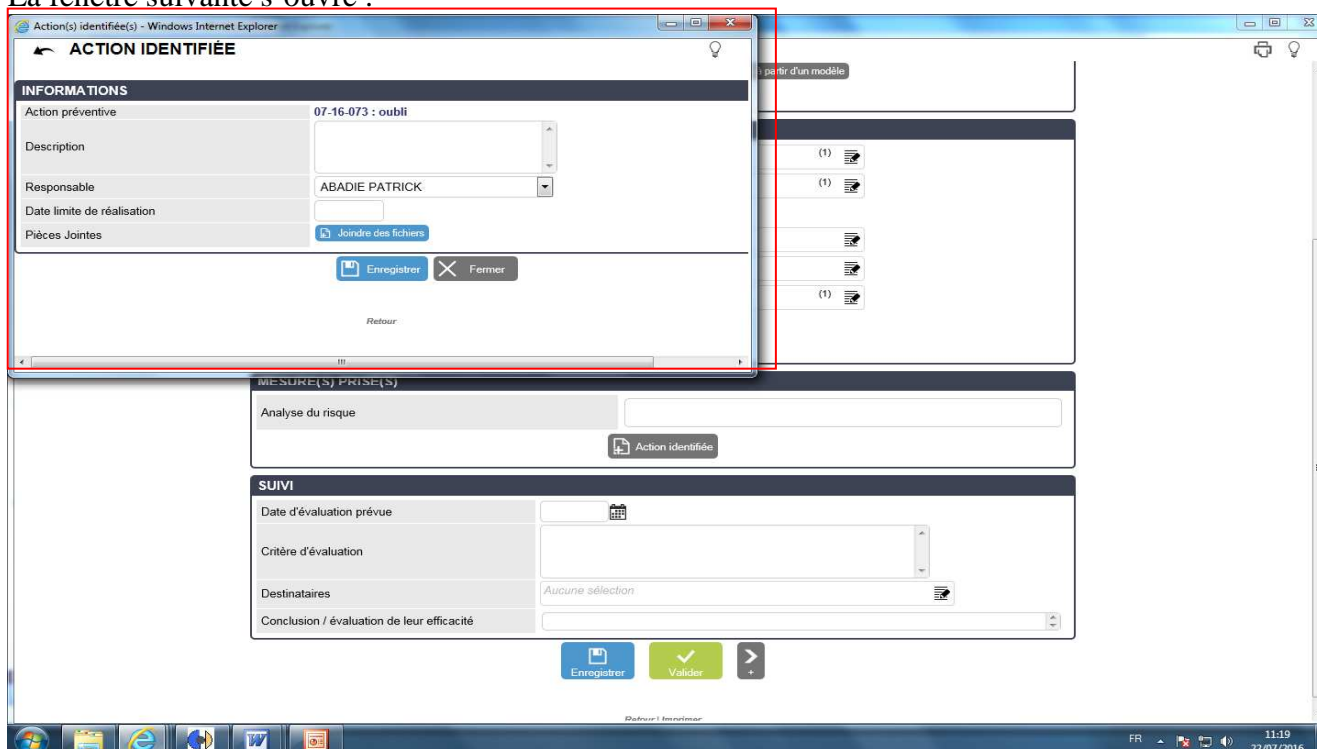 La fenêtre suivante s'ouvre :
Action(s) identifiée(s) - Windows Internet Explorer
ACTION IDENTIFIÉE
INFORMATIONS
Action préventive 07-16-073 : oubli
Description
Responsable ABADIE PATRICK
Date limite de réalisation
Pièces Jointes Joindre des fichiers
Enregistrer Fermer
Retour
partir d'un modèle
(1)
(1)
(1)
MESURE(S) PRISE(S)
Analyse du risque
Action identifiée
SUIVI
Date d'évaluation prévue
Critère d'évaluation
Destinataires Aucune sélection
Conclusion / évaluation de leur efficacité
Enregistrer Valider +
Retour | Imprimer
FR 11:19
22/07/2016